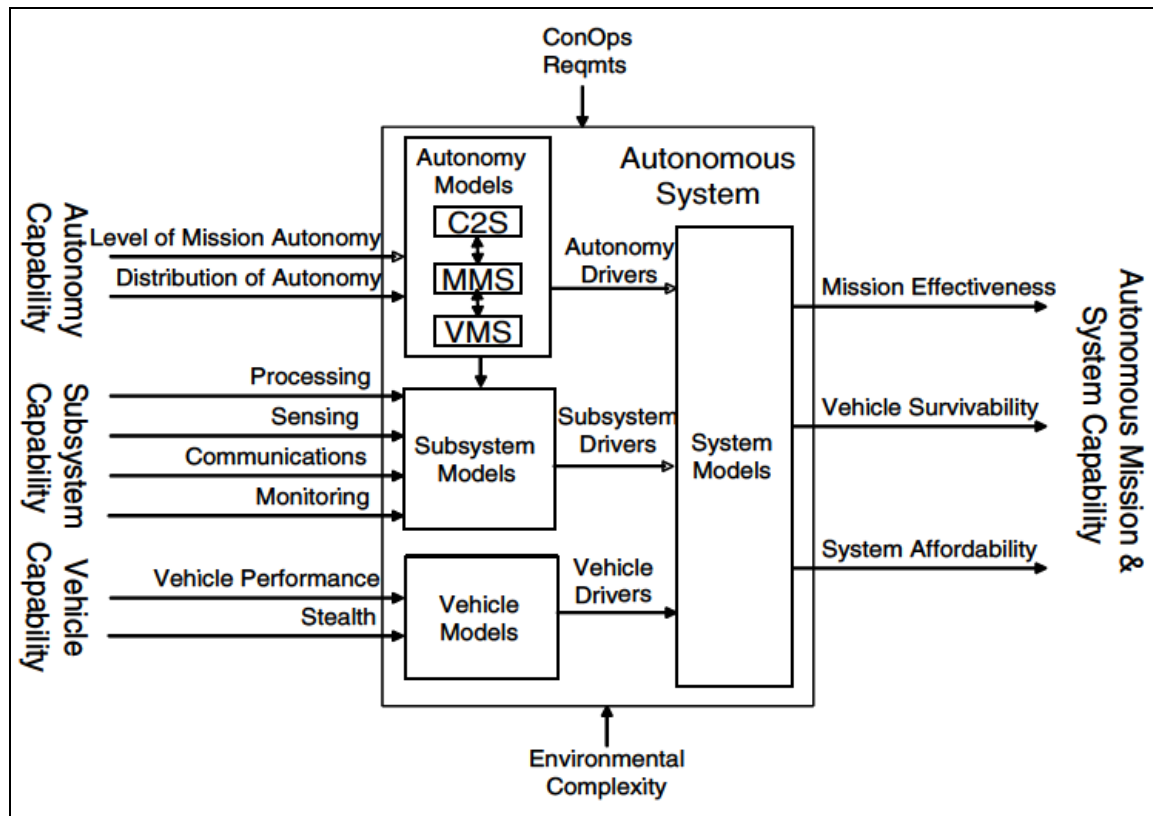 ConOps
Reqmts
Autonomous
System
Autonomy
Models
C2S
MMS
VMS
Autonomy
Capability
Level of Mission Autonomy
Distribution of Autonomy
Autonomy
Drivers
Subsystem
Capability
Processing
Sensing
Communications
Monitoring
Subsystem
Models
Subsystem
Drivers
Vehicle
Capability
Vehicle Performance
Stealth
Vehicle
Models
Vehicle
Drivers
System
Models
Mission Effectiveness
Vehicle Survivability
System Affordability
Autonomous Mission &
System Capability
Environmental
Complexity